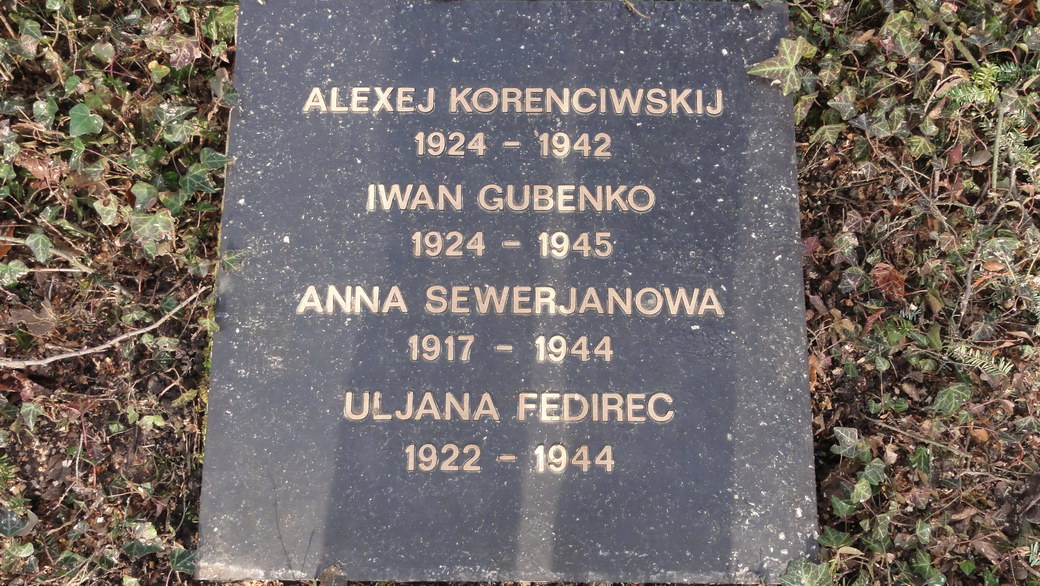 ALEXEJ KORENCIWSKIJ
1924 - 1942
IWAN GUBENKO
1924 - 1945
ANNA SEWERJANOWA
1917 - 1944
ULJANA FEDIREC
1922 - 1944